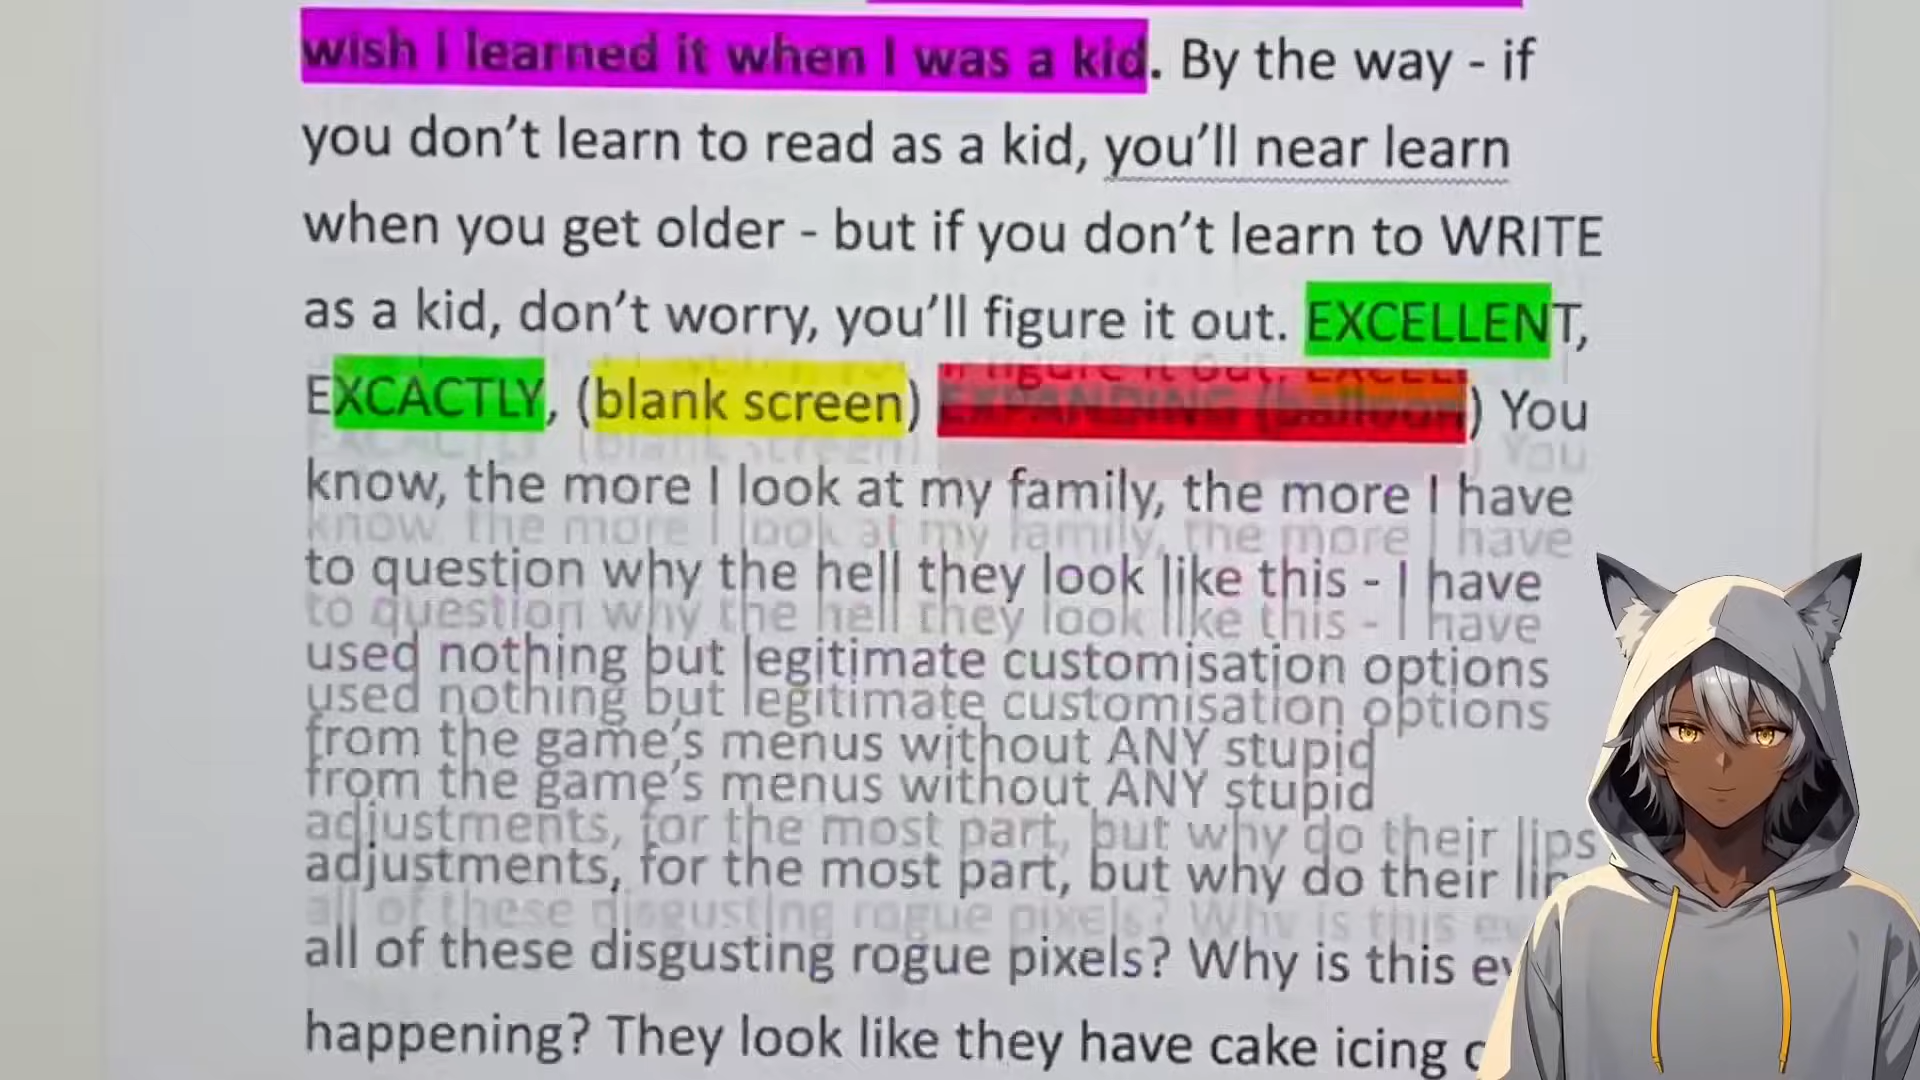 wish I learned it when I was a kid. By the way - if
you don't learn to read as a kid, you'll near learn
when you get older - but if you don't learn to WRITE
as a kid, don't worry, you'll figure it out. EXCELLENT,
EXCACTLY, (blank screen) EXPANDING (balloon) You
know, the more I look at my family, the more I have
to question why the hell they look like this - I have
used nothing but legitimate customisation options
from the game's menus without ANY stupid
adjustments, for the most part, but why do their lips
all of these disgusting rogue pixels? Why is this
happening? They look like they have cake icing